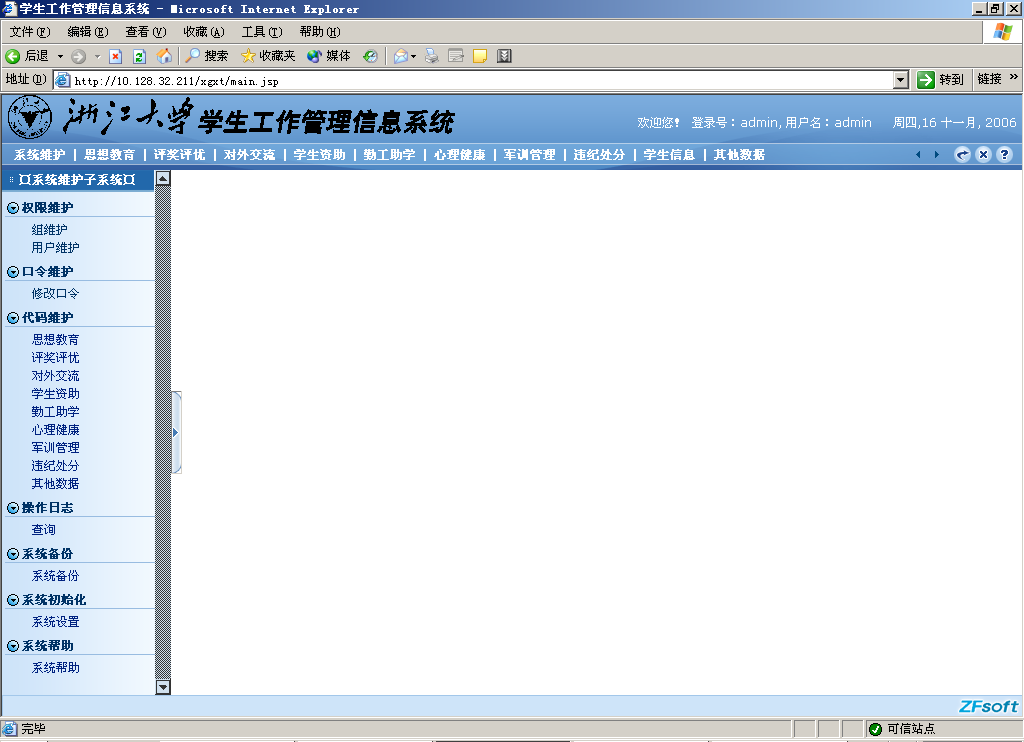 学生工作管理信息系统 - Microsoft Internet Explorer
文件(F) 编辑(E) 查看(V) 收藏(A) 工具(T) 帮助(H)
后退 搜索 收藏夹 媒体
地址(D) http://10.128.32.211/xgxt/main.jsp 转到 链接 »
浙江大学 学生工作管理信息系统
欢迎您! 登录号:admin,用户名:admin 周四,16 十一月, 2006
系统维护 | 思想教育 | 评奖评优 | 对外交流 | 学生资助 | 勤工助学 | 心理健康 | 军训管理 | 违纪处分 | 学生信息 | 其他数据
¤系统维护子系统¤
权限维护
组维护
用户维护
口令维护
修改口令
代码维护
思想教育
评奖评优
对外交流
学生资助
勤工助学
心理健康
军训管理
违纪处分
其他数据
操作日志
查询
系统备份
系统备份
系统初始化
系统设置
系统帮助
系统帮助
ZFsoft
完毕 可信站点